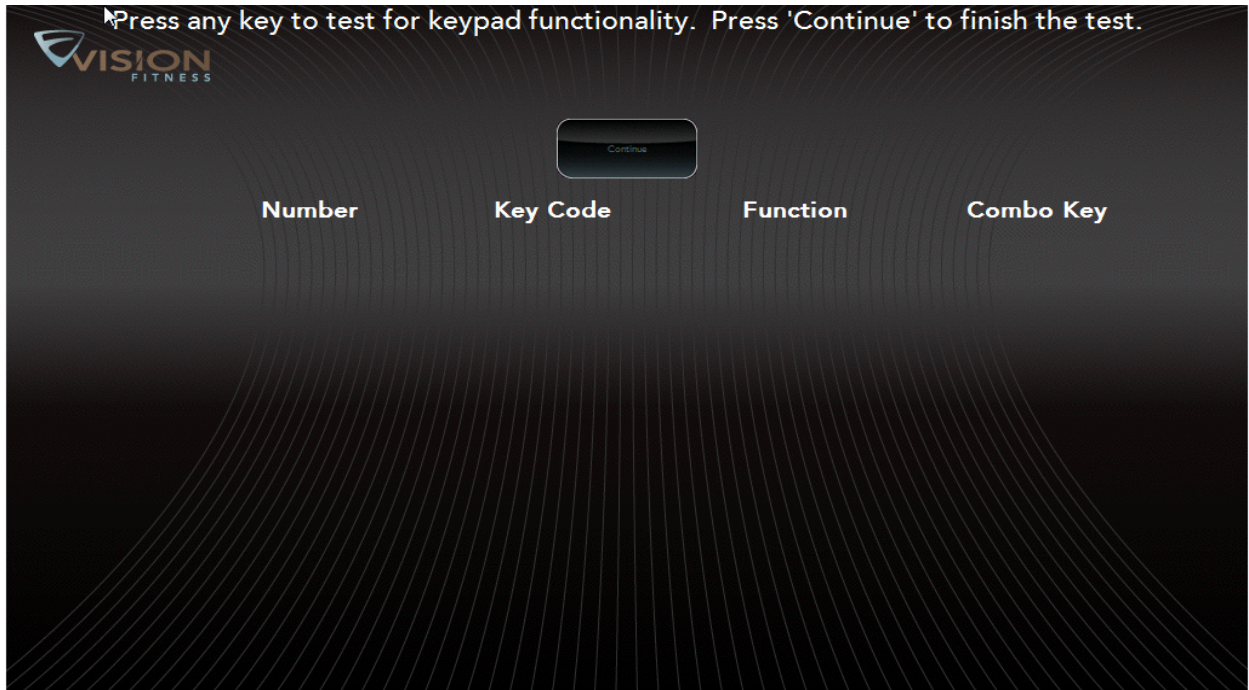 Press any key to test for keypad functionality.  Press 'Continue' to finish the test.
VISION
FITNESS
Continue
Number Key Code Function Combo Key